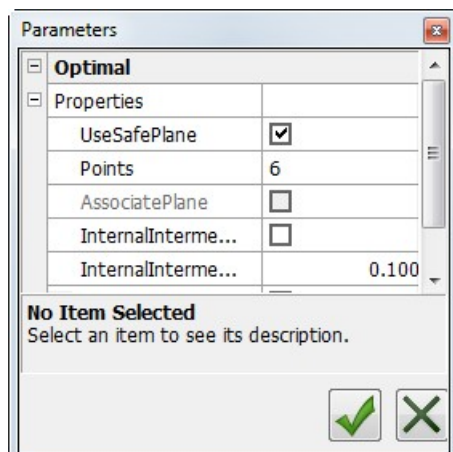 Parameters
Optimal
Properties
UseSafePlane
Points 6
AssociatePlane
InternalInterme...
InternalInterme... 0.100
No Item Selected
Select an item to see its description.